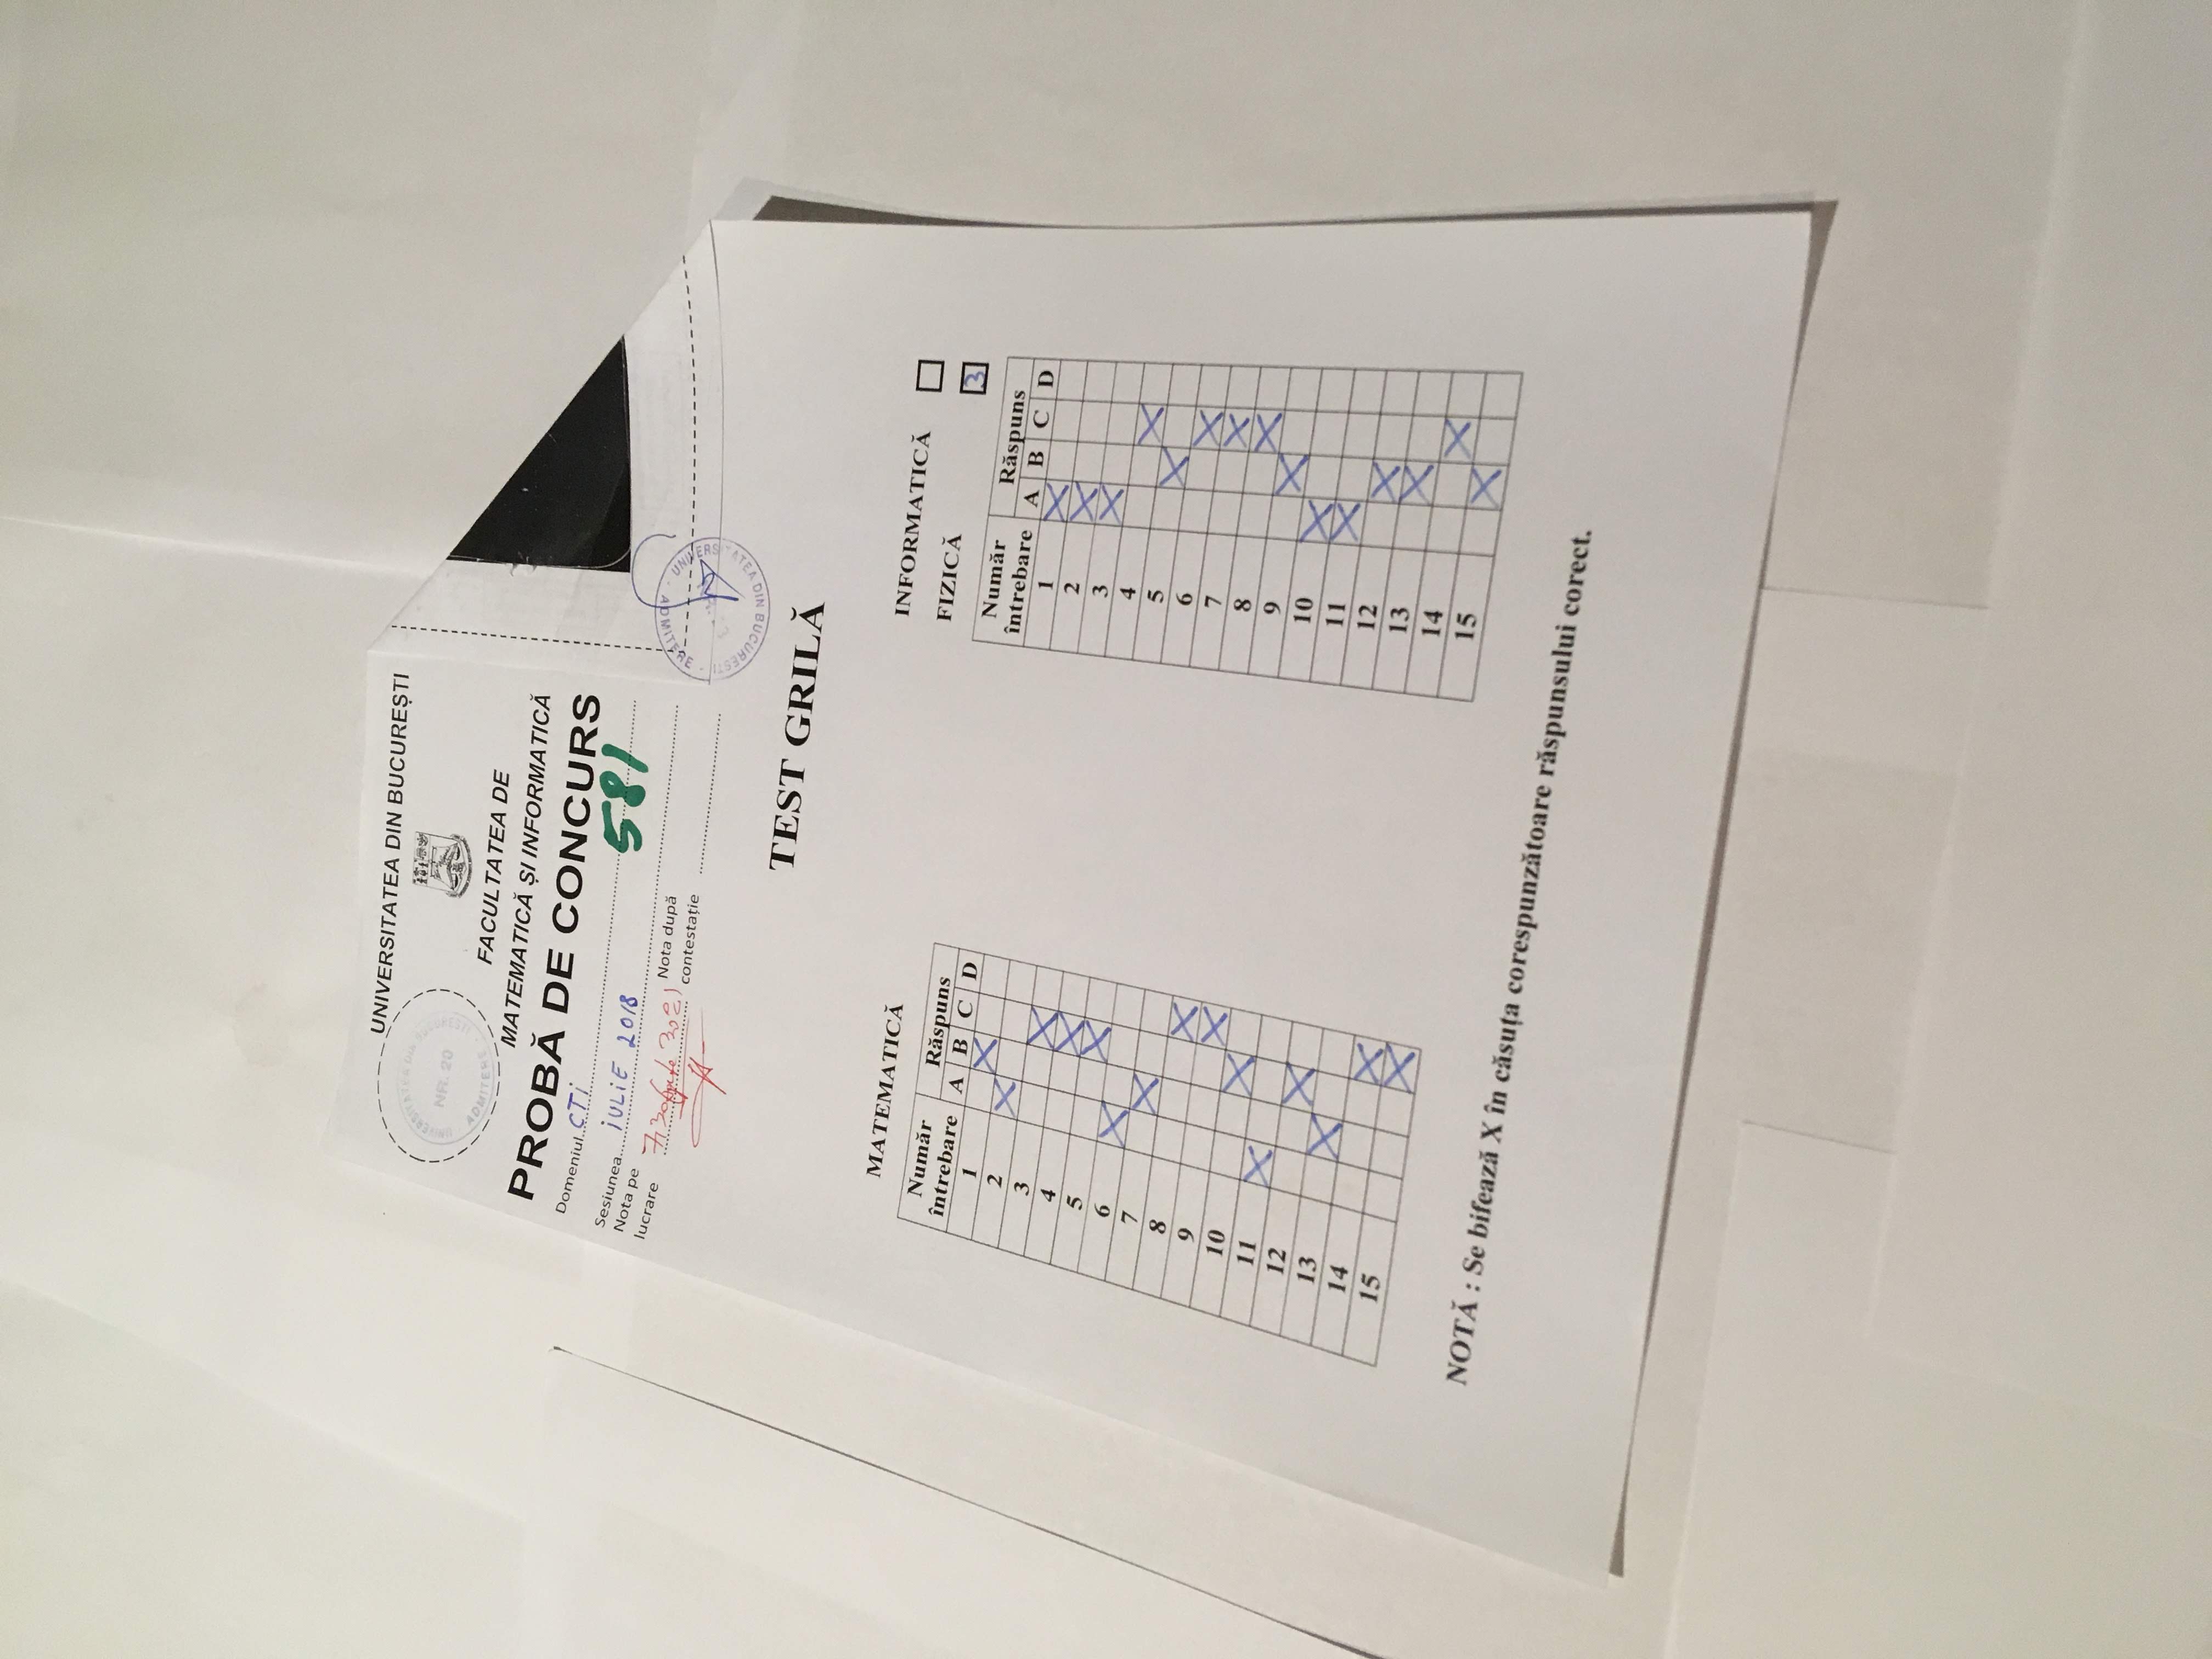 UNIVERSITATEA DIN BUCUREȘTI
UNIVERSITATEA DIN BUCUREȘTI
NR. 20
ADMITERE
FACULTATEA DE
MATEMATICĂ ȘI INFORMATICĂ
PROBĂ DE CONCURS
Domeniul CTi
581
Sesiunea iULiE 2018
Nota pe
lucrare
7,30
Nota după
contestație
UNIVERSITATEA DIN BUCUREȘTI - ADMITERE -
TEST GRILĂ
MATEMATICĂ
Număr
întrebare
Răspuns
A B C D
1 X
2 X
3 X
4 X
5 X
6 X
7 X
8 X
9 X
10 X
11 X
12 X
13 X
14 X
15 X
INFORMATICĂ
FIZICĂ 3
Număr
întrebare
Răspuns
A B C D
1 X
2 X
3 X
4 X
5 X
6 X
7 X
8 X
9 X
10 X
11 X
12 X
13 X
14 X
15 X
NOTĂ : Se bifează X în căsuța corespunzătoare răspunsului corect.